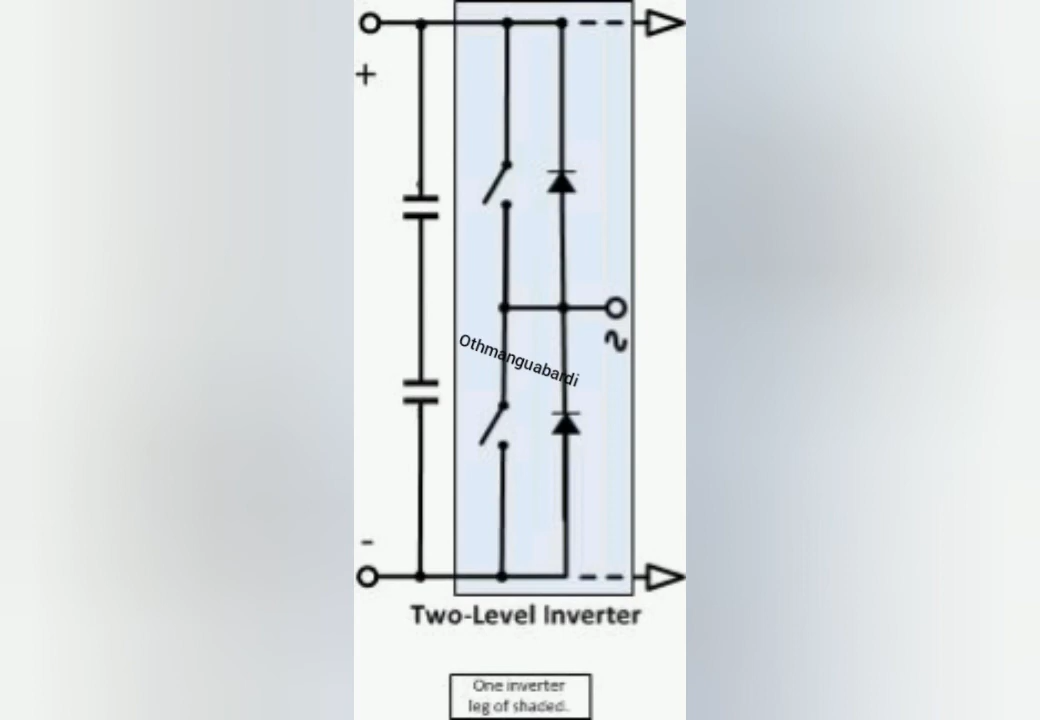 +
Othmanguabardi
~
-
Two-Level Inverter
One inverter
leg of shaded.